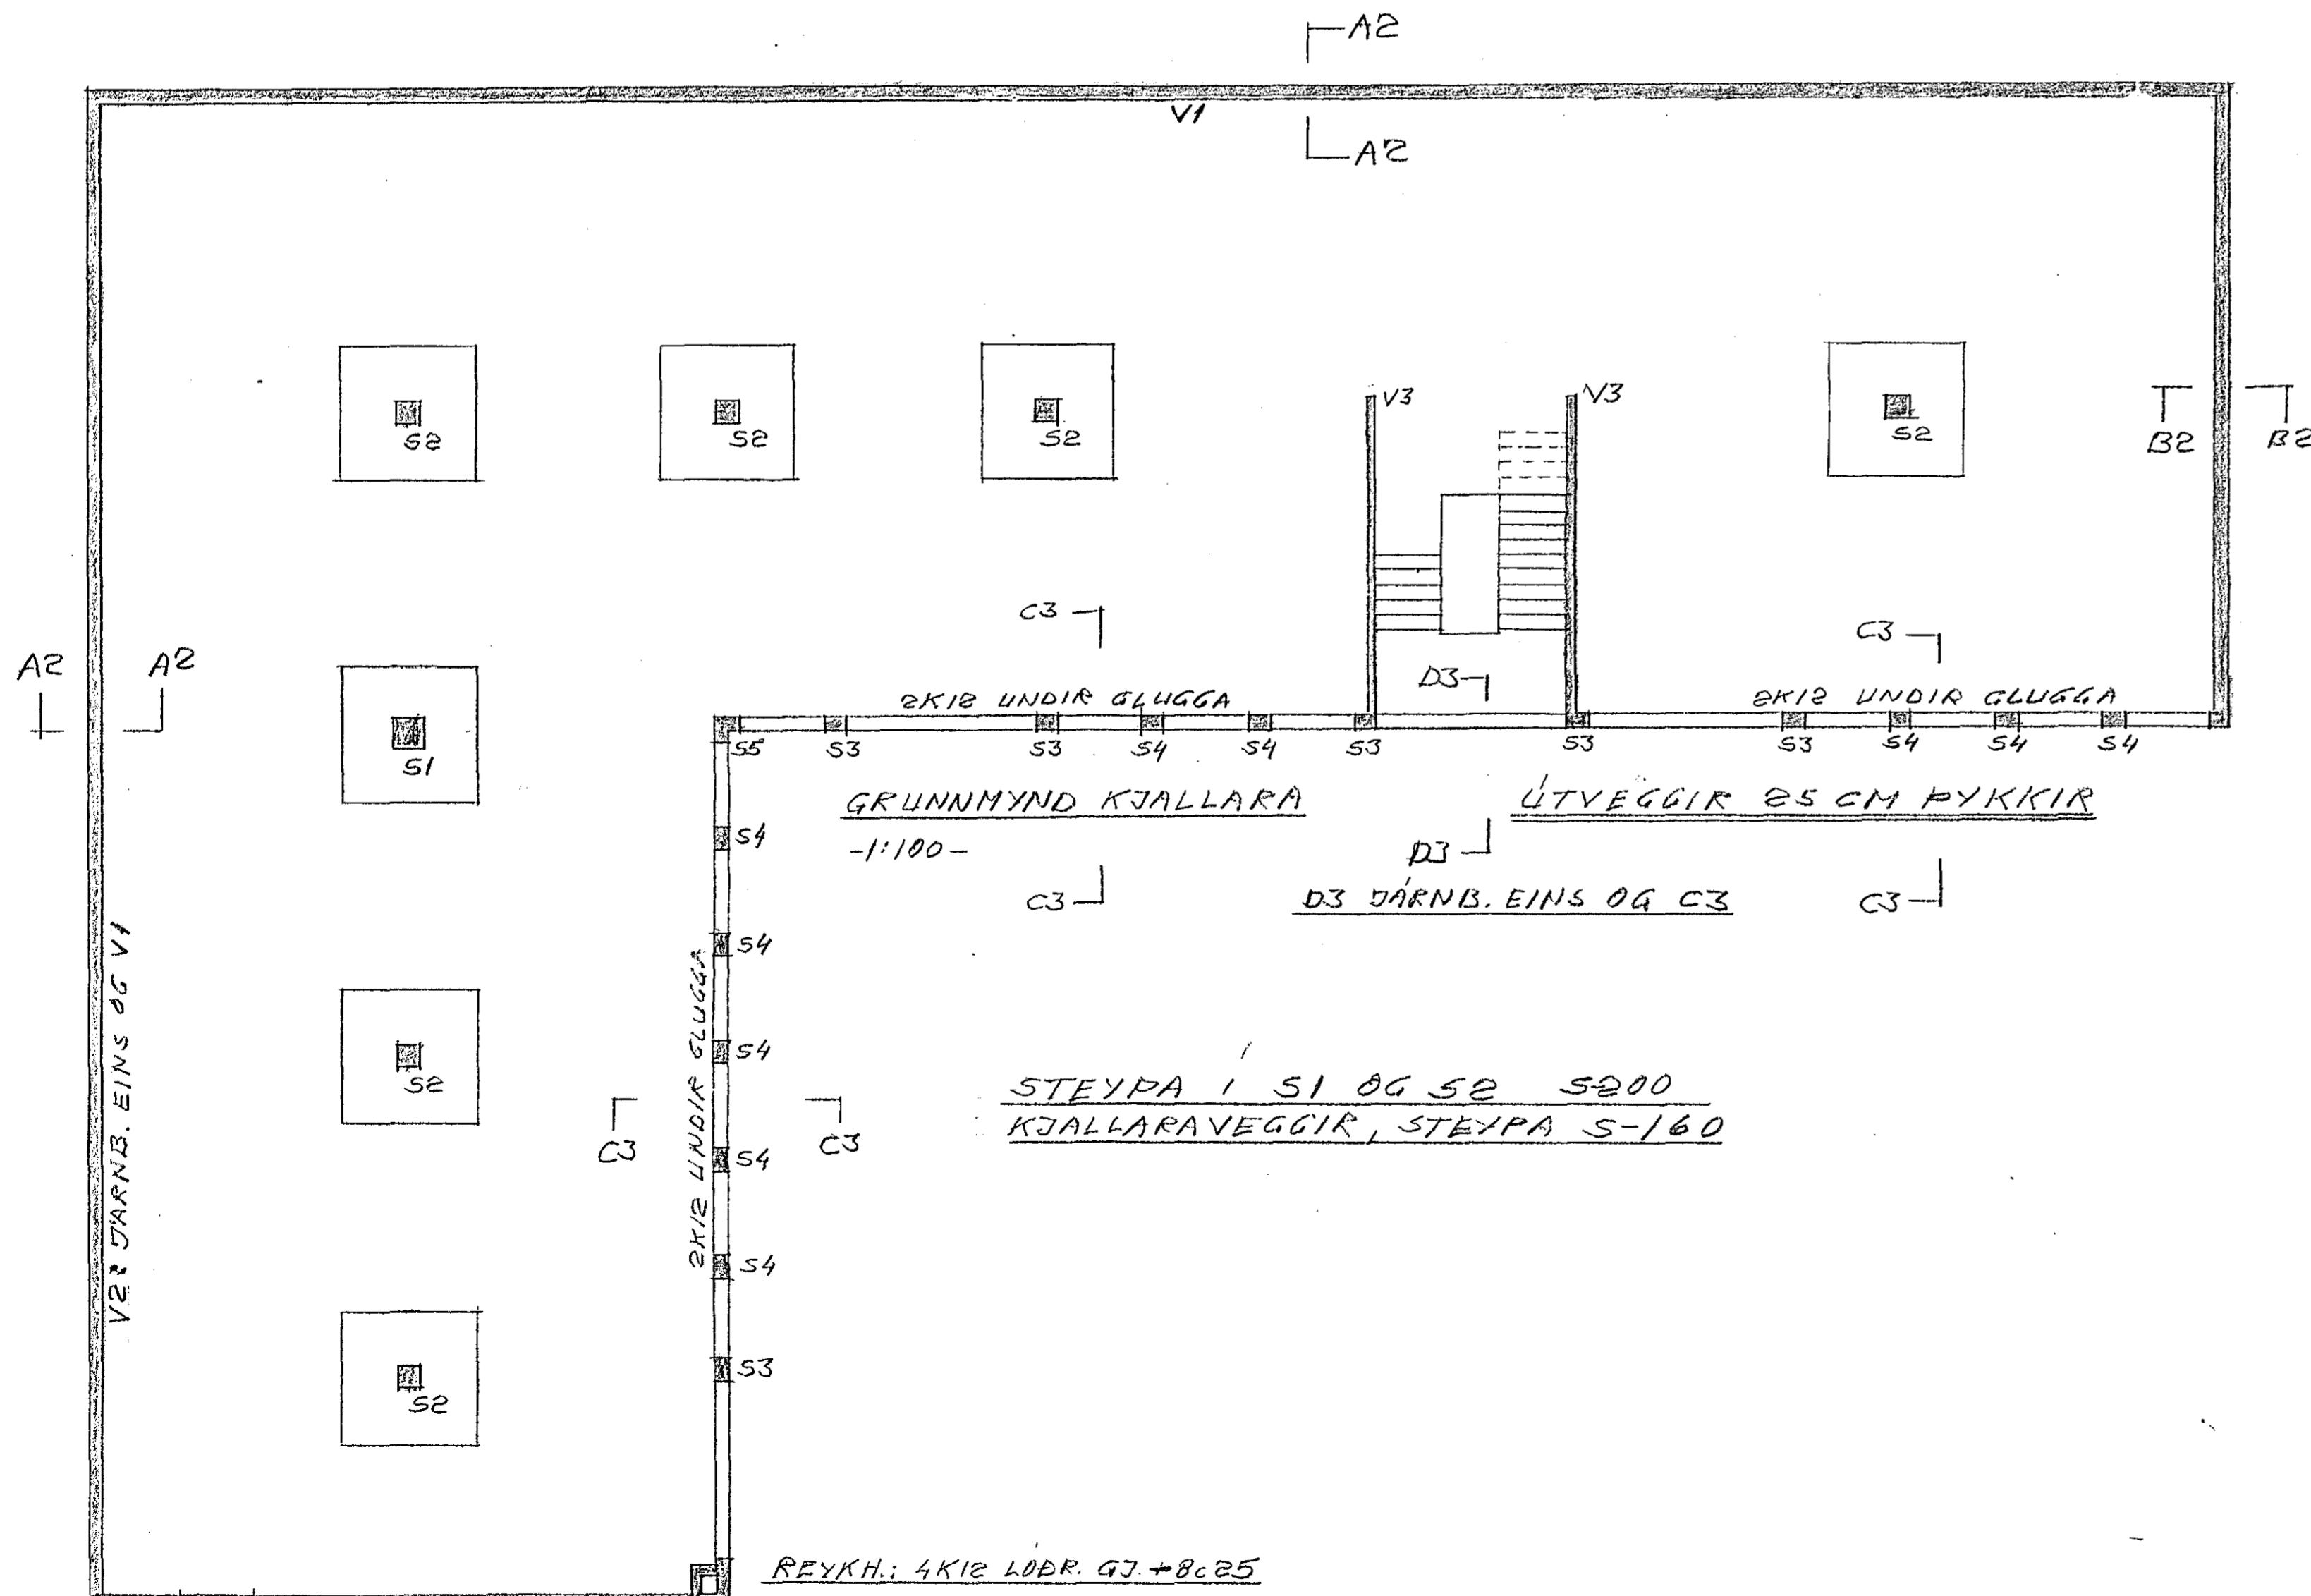 A2
V1
A2
V3
V3
S2
S2
S2
S2
B2
B2
C3
C3
A2
A2
D3
2K12 UNDIR GLUGGA
2K12 UNDIR GLUGGA
S1
S5
S3
S3
S4
S4
S3
S3
S3
S4
S4
S4
GRUNNMYND KJALLARA
ÚTVEGGIR 25 CM ÞYKKIR
-1:100-
S4
D3
C3
D3 JÁRNB. EINS OG C3
C3
S4
V2: JÁRNB. EINS OG V1
2K12 UNDIR GLUGGA
S4
S2
STEYPA Í S1 OG S2 S-200
KJALLARAVEGGIR, STEYPA S-160
C3
C3
S4
S4
S3
S2
REYKH.: 4K12 LÓÐR. GJ. +8c25